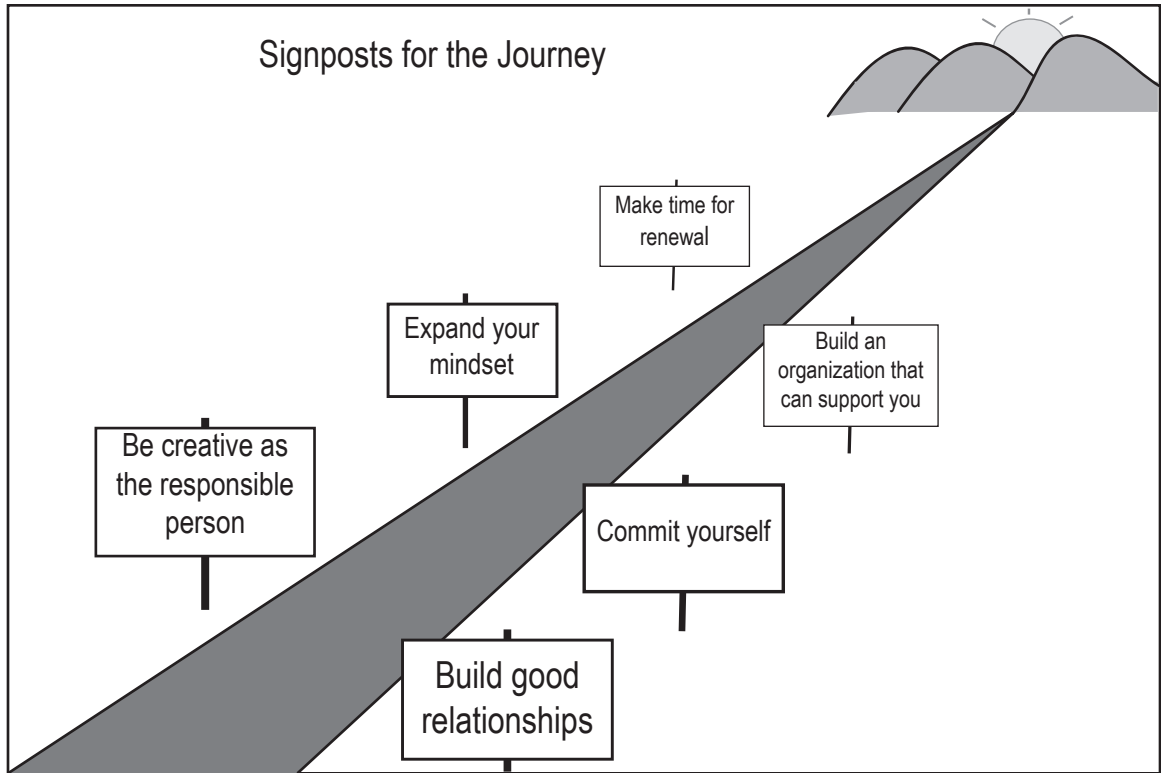 Signposts for the Journey
Make time for
renewal
Expand your
mindset
Build an
organization that
can support you
Be creative as
the responsible
person
Commit yourself
Build good
relationships